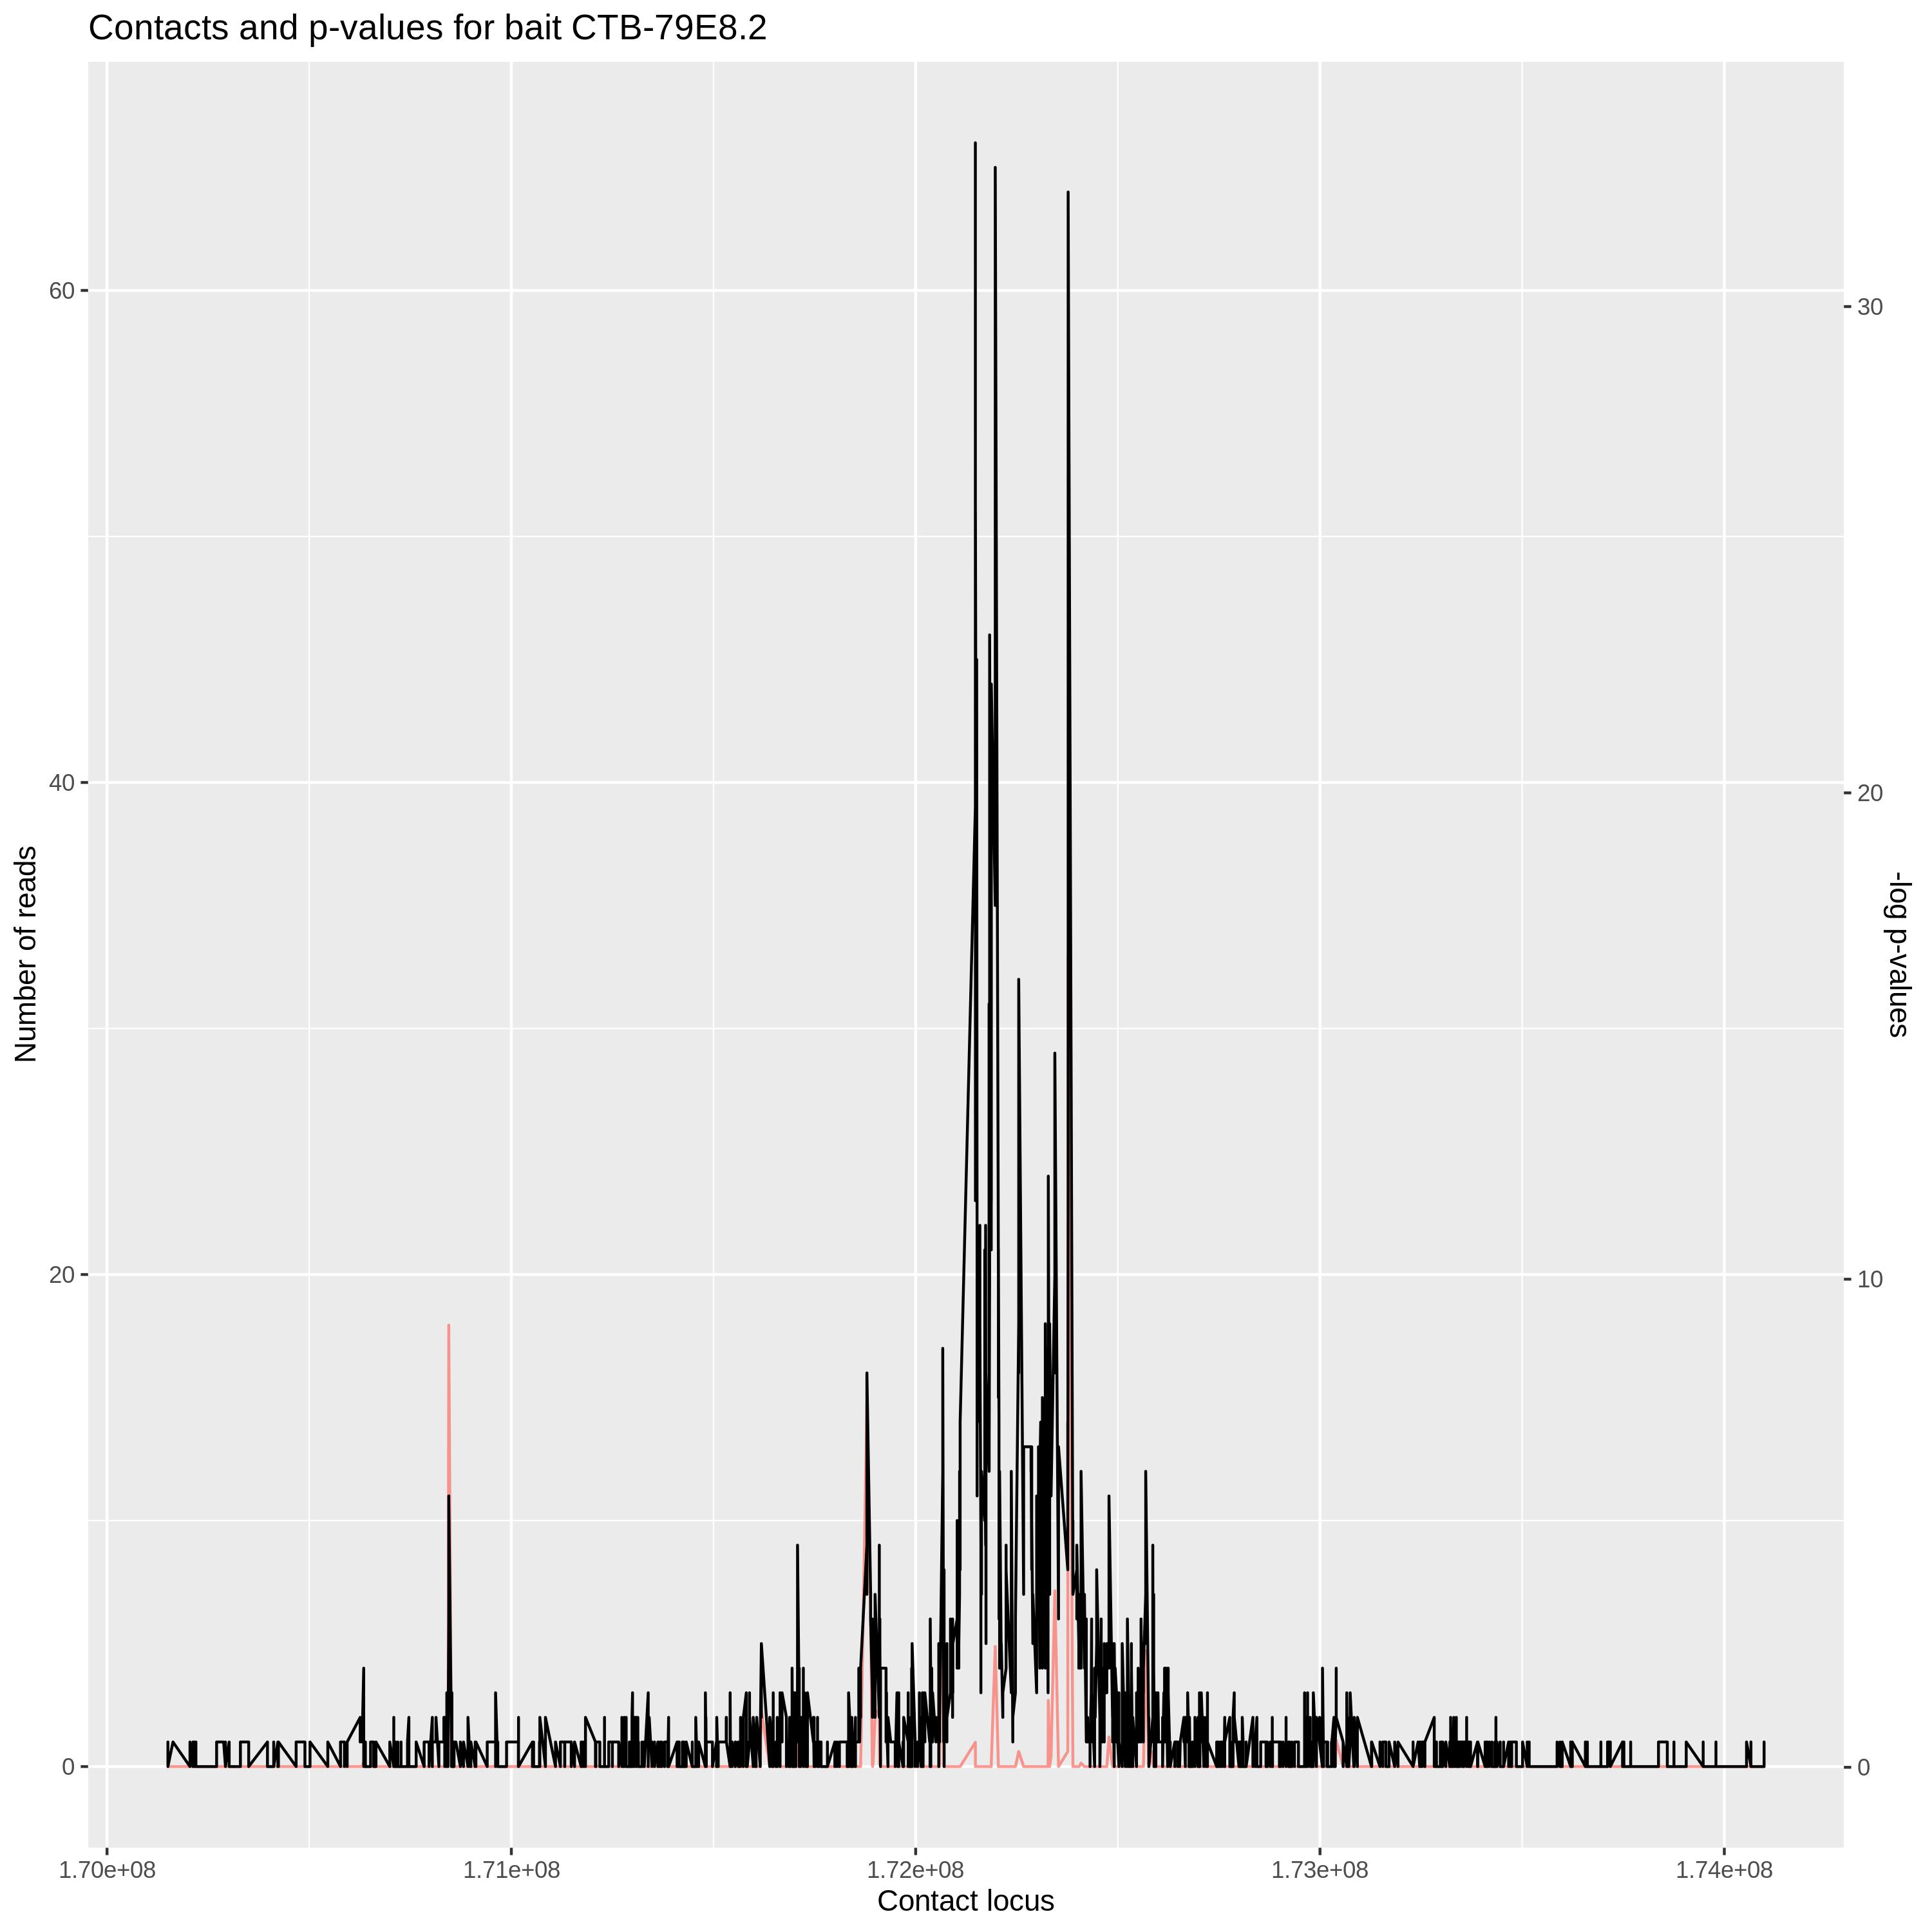 Contacts and p-values for bait CTB-79E8.2
60
40
20
0
Number of reads
30
20
10
0
-log p-values
1.70e+08
1.71e+08
1.72e+08
1.73e+08
1.74e+08
Contact locus